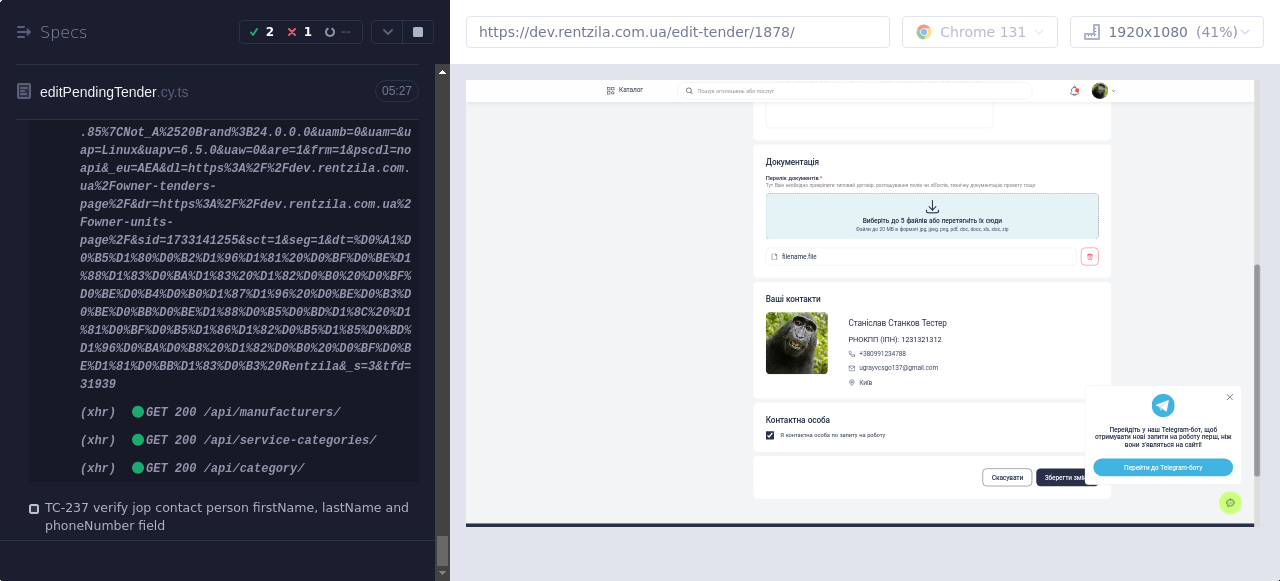 Specs
2
1
--
https://dev.rentzila.com.ua/edit-tender/1878/
Chrome 131
1920x1080 (41%)
editPendingTender.cy.ts
05:27
.85%7CNot_A%2520Brand%3B24.0.0.0&uamb=0&uam=&u
ap=Linux&uapv=6.5.0&uaw=0&are=1&frm=1&pscdl=no
api&_eu=AEA&dl=https%3A%2F%2Fdev.rentzila.com.
ua%2Fowner-tenders-
page%2F&dr=https%3A%2F%2Fdev.rentzila.com.ua%2
Fowner-units-
page%2F&sid=1733141255&sct=1&seg=1&dt=%D0%A1%D
0%B5%D1%80%D0%B2%D1%96%D1%81%20%D0%BF%D0%BE%D1
%88%D1%83%D0%BA%D1%83%20%D1%82%D0%B0%20%D0%BF%
D0%BE%D0%B4%D0%B0%D1%87%D1%96%20%D0%BE%D0%B3%D
0%BE%D0%BB%D0%BE%D1%88%D0%B5%D0%BD%D1%8C%20%D1
%81%D0%BF%D0%B5%D1%86%D1%82%D0%B5%D1%85%D0%BD%
D1%96%D0%BA%D0%B8%20%D1%82%D0%B0%20%D0%BF%D0%B
E%D1%81%D0%BB%D1%83%D0%B3%20Rentzila&_s=3&tfd=
31939
(xhr) GET 200 /api/manufacturers/
(xhr) GET 200 /api/service-categories/
(xhr) GET 200 /api/category/
TC-237 verify jop contact person firstName, lastName and
phoneNumber field
Каталог
Пошук оголошень або послуг
Документація
Перелік документів *
Тут Вам необхідно прикріпити типовий договір, розташування полів чи об'єктів, технічну документацію проекту тощо
Виберіть до 5 файлів або перетягніть їх сюди
Файли до 20 MB в форматі jpg, jpeg, png, pdf, doc, docx, xls, xlsx, zip
filename.file
Ваші контакти
Станіслав Станков Тестер
РНОКПП (ІПН): 1231321312
+380991234788
ugrayvcsgo137@gmail.com
Київ
Контактна особа
Я контактна особа по запиту на роботу
Скасувати
Зберегти змін
Перейдіть у наш Telegram-бот, щоб
отримувати нові запити на роботу перш, ніж
вони з'являться на сайті!
Перейти до Telegram-боту